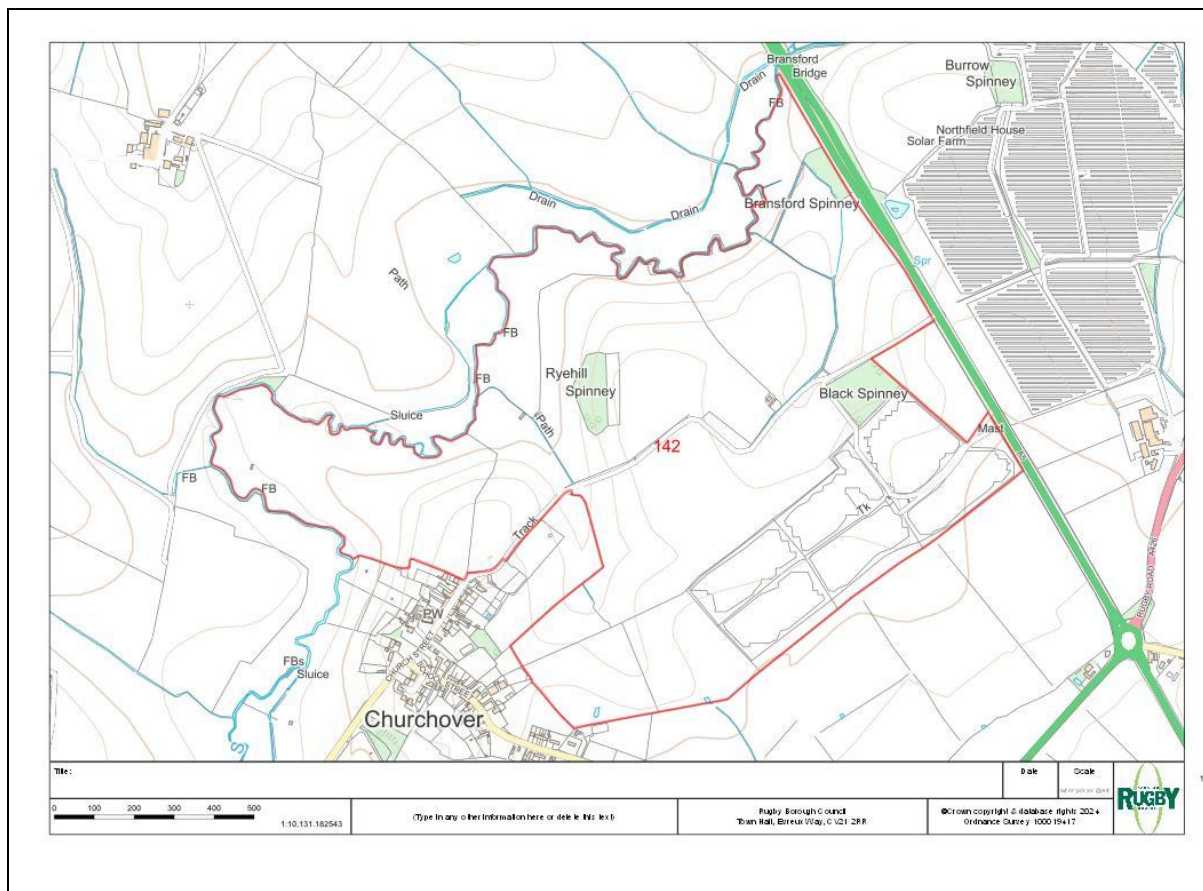 Bransford
Bridge
Drain
FB
Burrow
Spinney
Northfield House
Solar Farm
Drain
Drain
Bransford Spinney
Spr
Path
FB
FB
Ryehill
Spinney
Black Spinney
Sluice
Path
Mast
142
A5
FB
FB
Tk
Track
RUGBY ROAD A426
PW
CHURCH STREET
FBs
Sluice
Churchover
S
Title:
Date
Scale
0 100 200 300 400 500
1:10,131.182543
(Type in any other information here or delete this text)
Rugby Borough Council
Town Hall, Evreux Way, CV21 2RR
©Crown copyright & database rights 2024
Ordnance Survey 100019417
RUGBY
1